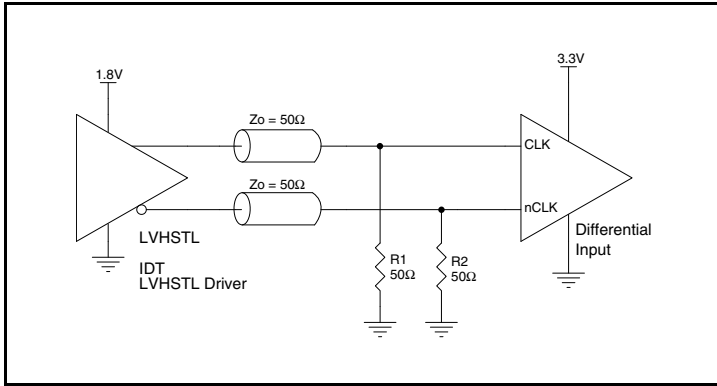 1.8V
3.3V
Zo = 50Ω
CLK
Zo = 50Ω
nCLK
LVHSTL
IDT
LVHSTL Driver
R1
50Ω
R2
50Ω
Differential
Input